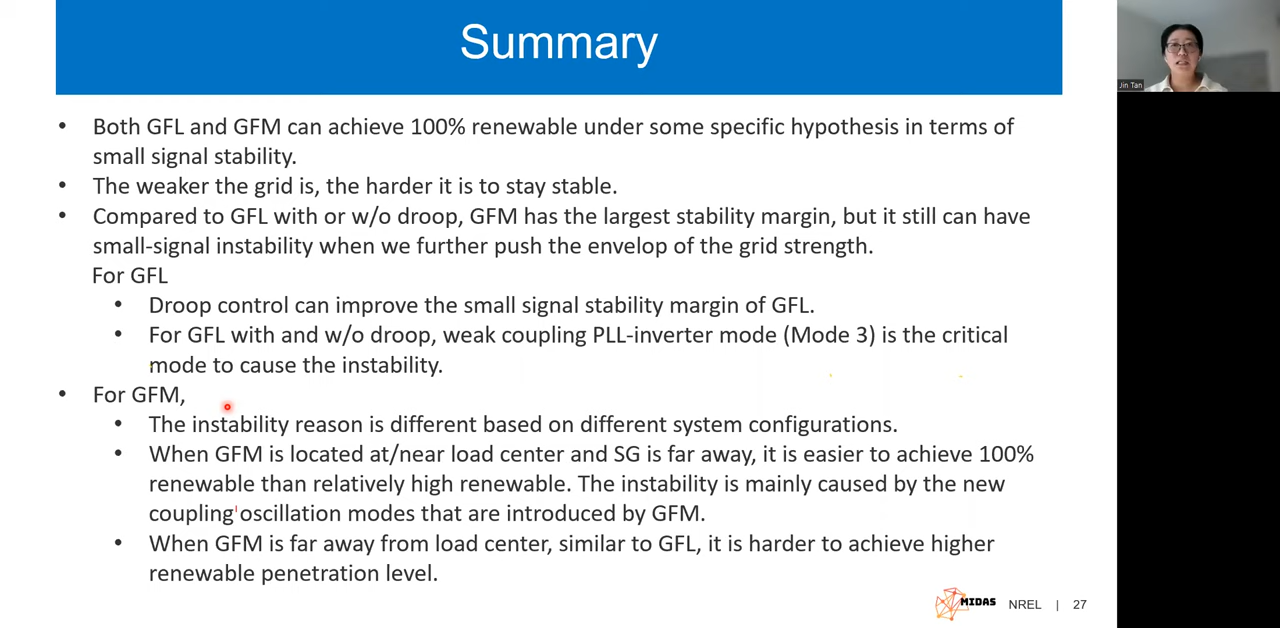 Summary
Jin Tan
• Both GFL and GFM can achieve 100% renewable under some specific hypothesis in terms of
small signal stability.
• The weaker the grid is, the harder it is to stay stable.
• Compared to GFL with or w/o droop, GFM has the largest stability margin, but it still can have
small-signal instability when we further push the envelop of the grid strength.
For GFL
• Droop control can improve the small signal stability margin of GFL.
• For GFL with and w/o droop, weak coupling PLL-inverter mode (Mode 3) is the critical
mode to cause the instability.
• For GFM,
• The instability reason is different based on different system configurations.
• When GFM is located at/near load center and SG is far away, it is easier to achieve 100%
renewable than relatively high renewable. The instability is mainly caused by the new
coupling oscillation modes that are introduced by GFM.
• When GFM is far away from load center, similar to GFL, it is harder to achieve higher
renewable penetration level.
MIDAS NREL | 27